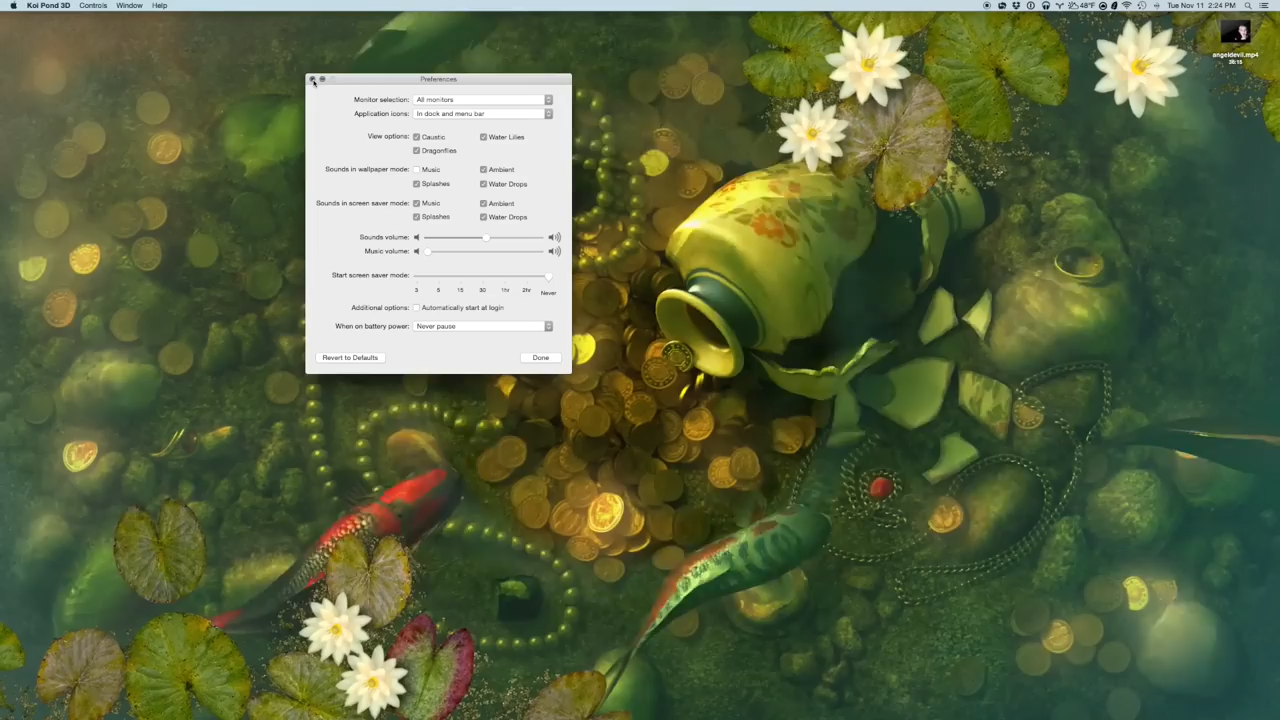 Koi Pond 3D Controls Window Help 48°F Tue Nov 11 2:24 PM
angeldevil.mp4
38:15
Preferences
Monitor selection: All monitors
Application icons: In dock and menu bar
View options: Caustic Water Lilies
Dragonflies
Sounds in wallpaper mode: Music Ambient
Splashes Water Drops
Sounds in screen saver mode: Music Ambient
Splashes Water Drops
Sounds volume:
Music volume:
Start screen saver mode:
3 5 15 30 1hr 2hr Never
Additional options: Automatically start at login
When on battery power: Never pause
Revert to Defaults Done